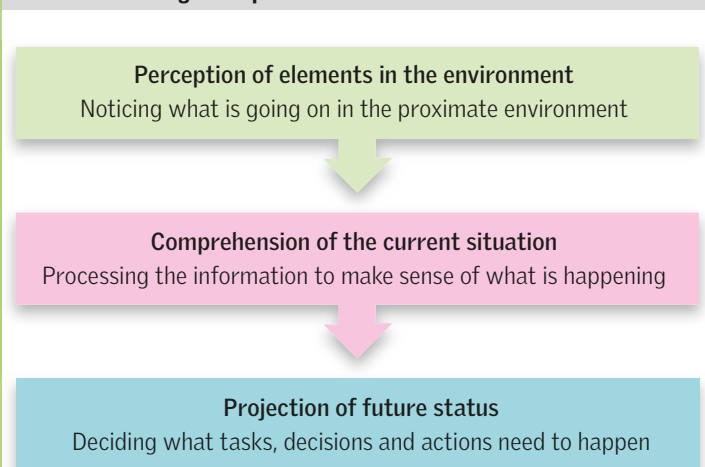 Perception of elements in the environment
Noticing what is going on in the proximate environment
Comprehension of the current situation
Processing the information to make sense of what is happening
Projection of future status
Deciding what tasks, decisions and actions need to happen